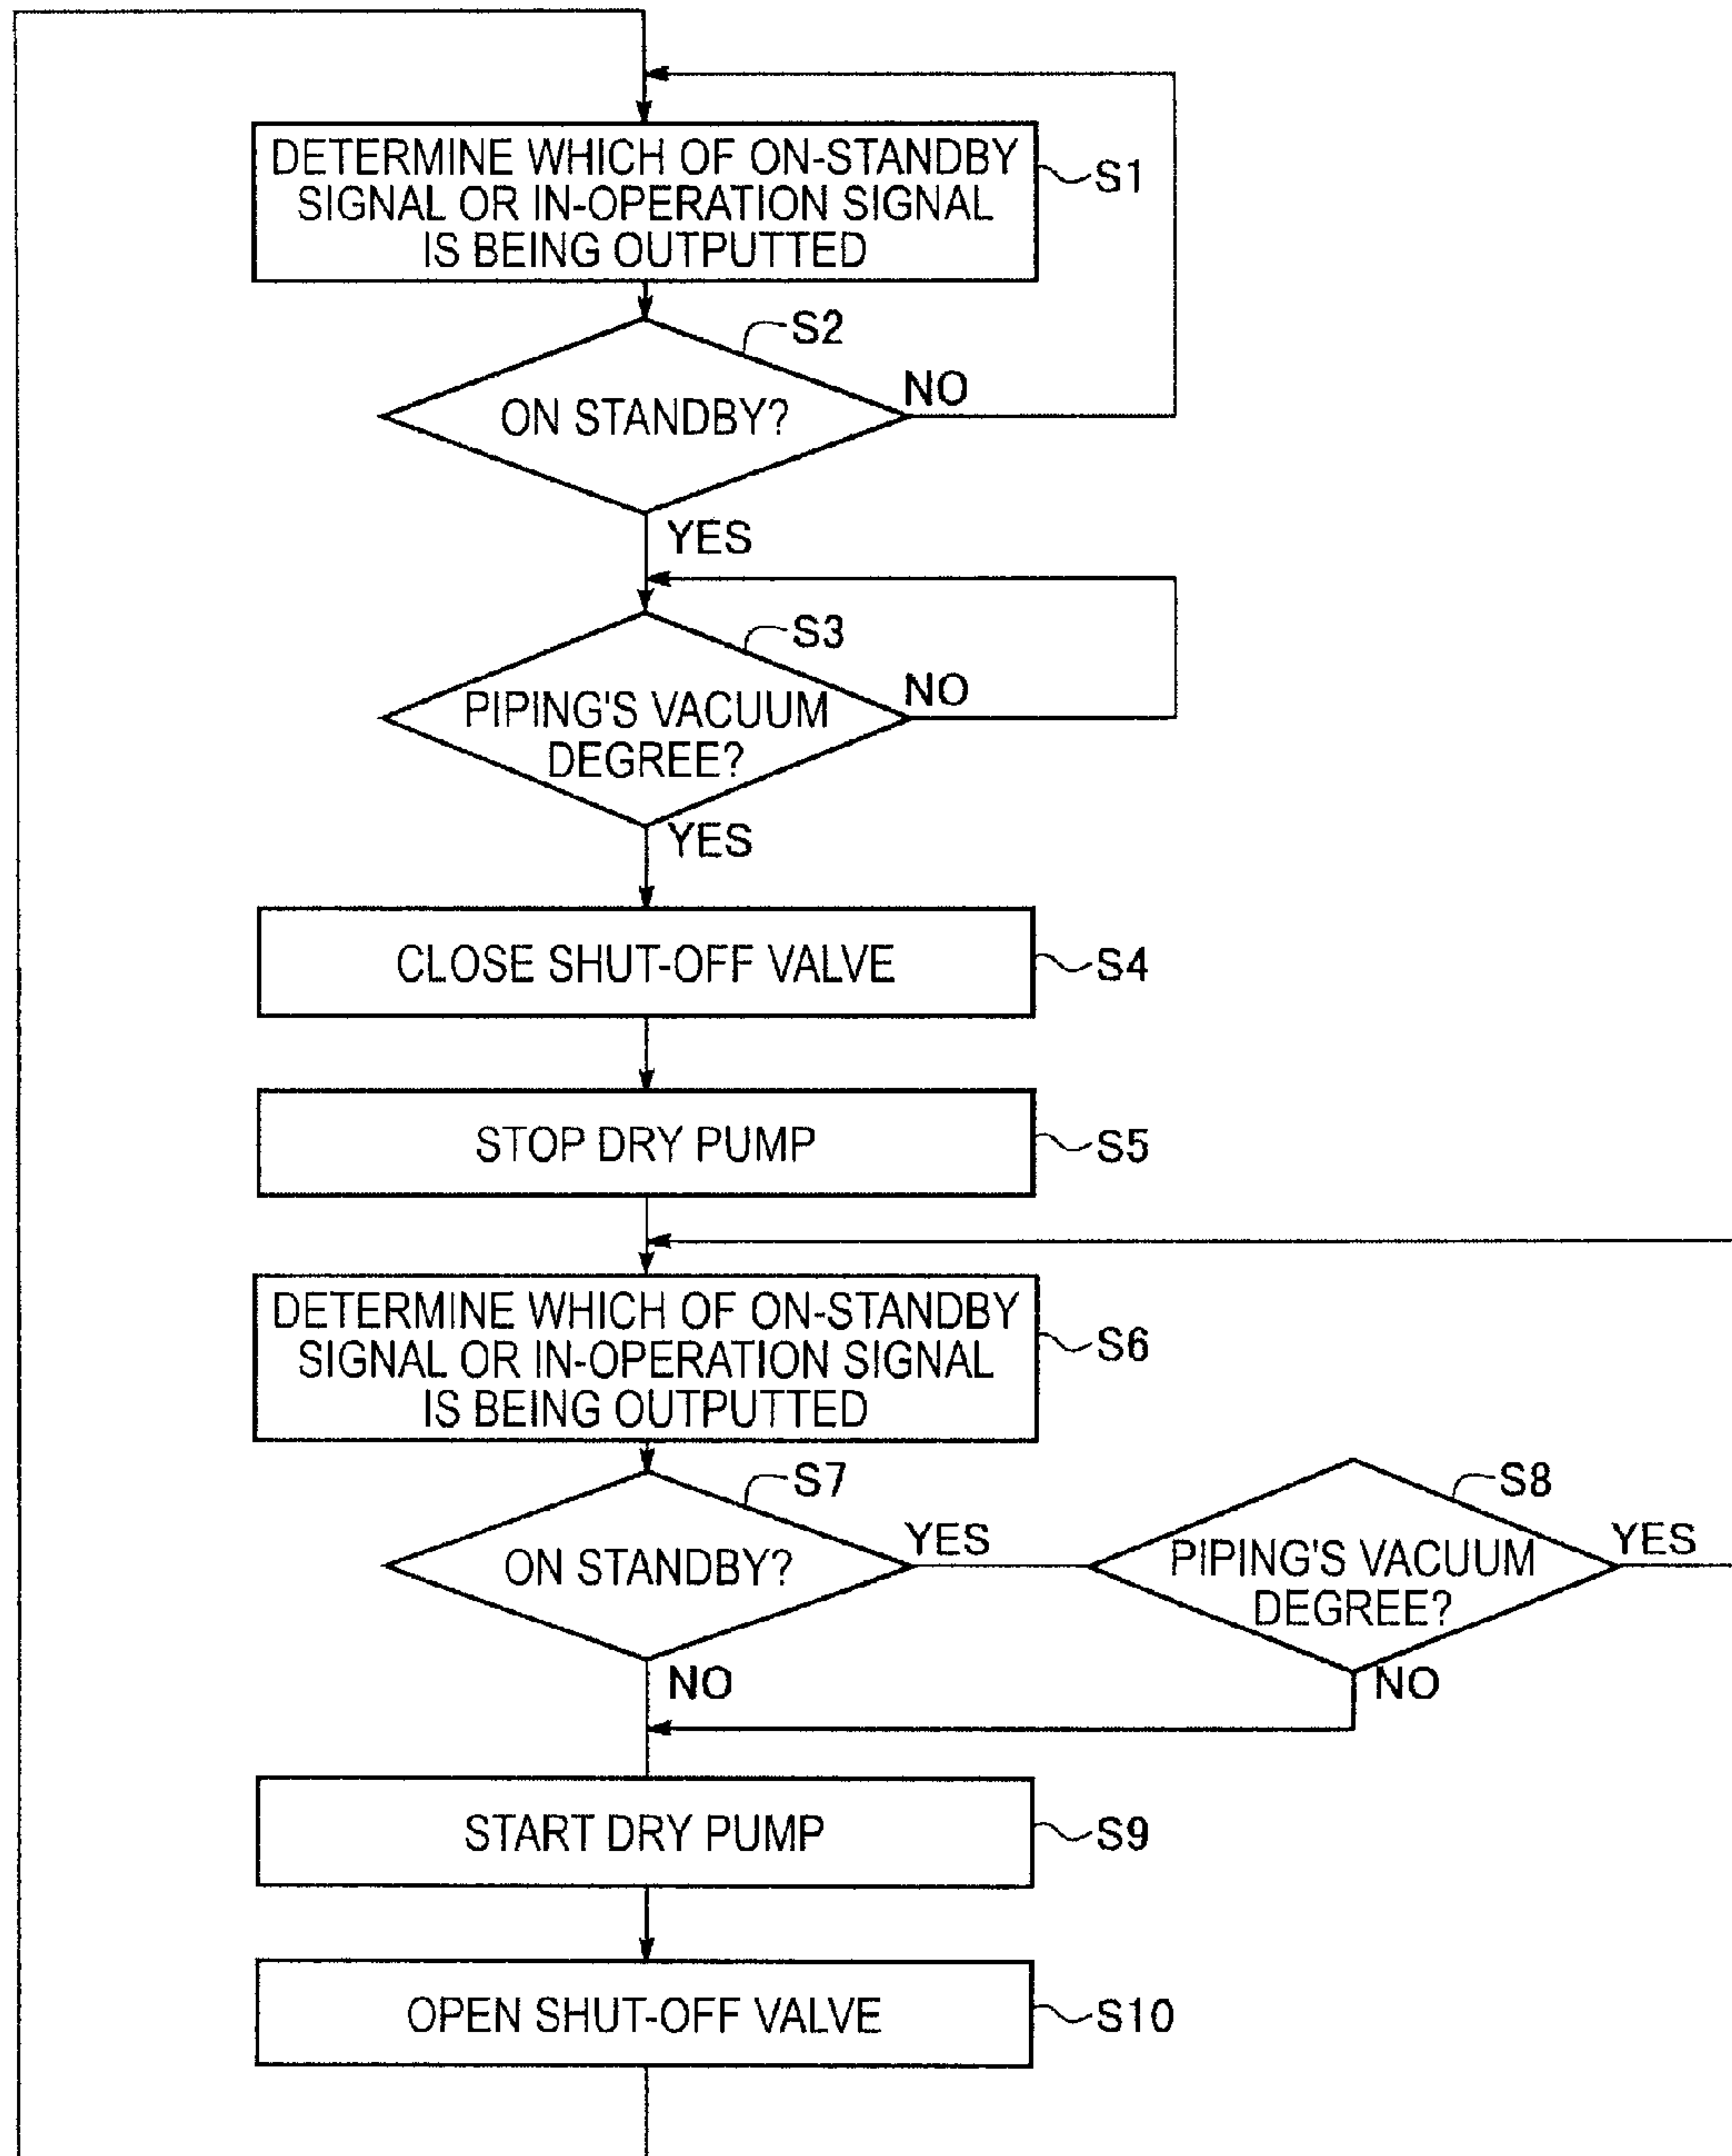 DETERMINE WHICH OF ON-STANDBY
SIGNAL OR IN-OPERATION SIGNAL
IS BEING OUTPUTTED
S1
S2
ON STANDBY?
NO
YES
S3
PIPING'S VACUUM
DEGREE?
NO
YES
CLOSE SHUT-OFF VALVE
S4
STOP DRY PUMP
S5
DETERMINE WHICH OF ON-STANDBY
SIGNAL OR IN-OPERATION SIGNAL
IS BEING OUTPUTTED
S6
S7
ON STANDBY?
YES
NO
S8
PIPING'S VACUUM
DEGREE?
YES
NO
START DRY PUMP
S9
OPEN SHUT-OFF VALVE
S10